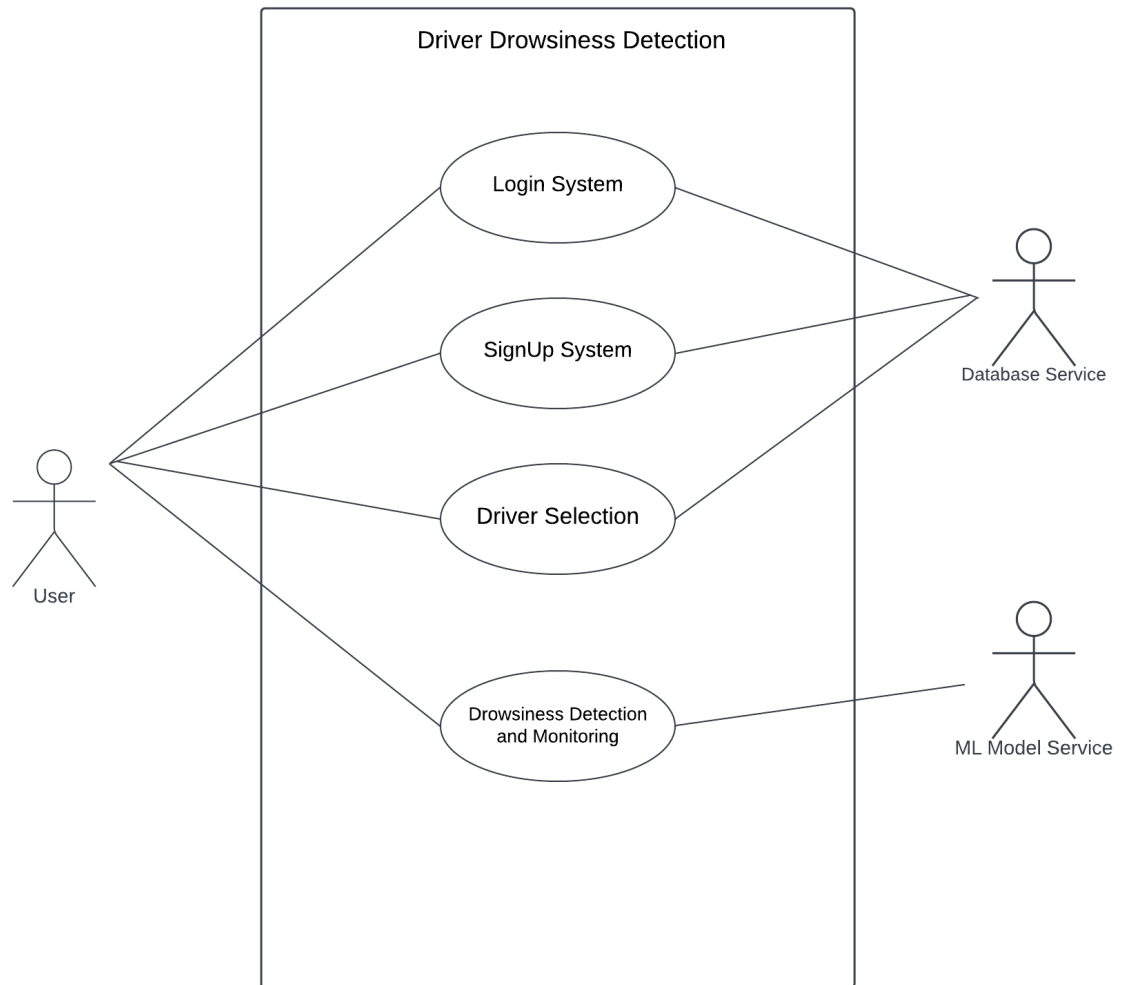 Driver Drowsiness Detection
Login System
SignUp System
Driver Selection
Drowsiness Detection
and Monitoring
User
Database Service
ML Model Service